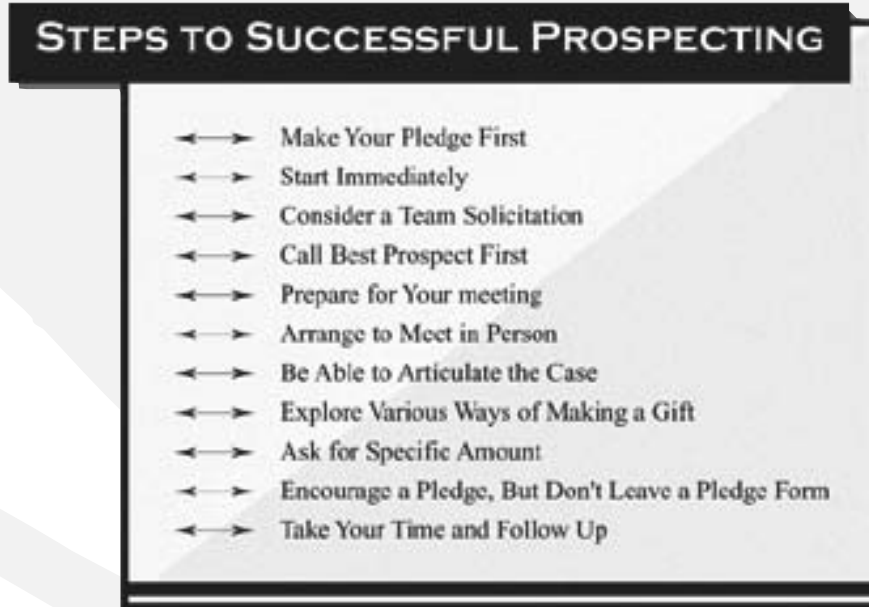 STEPS TO SUCCESSFUL PROSPECTING
Make Your Pledge First
Start Immediately
Consider a Team Solicitation
Call Best Prospect First
Prepare for Your meeting
Arrange to Meet in Person
Be Able to Articulate the Case
Explore Various Ways of Making a Gift
Ask for Specific Amount
Encourage a Pledge, But Don't Leave a Pledge Form
Take Your Time and Follow Up